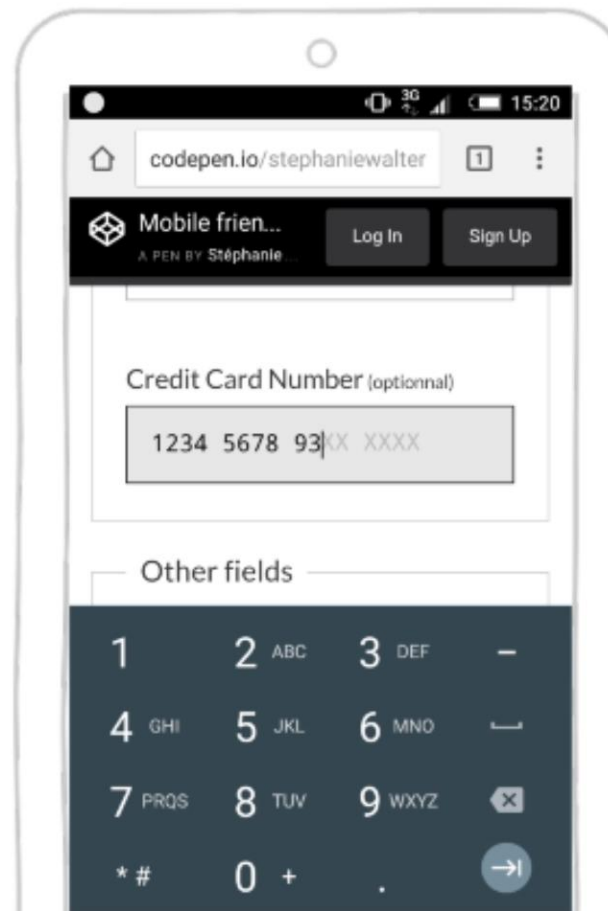 3G 15:20
codepen.io/stephaniewalter 1
Mobile frien... Log In Sign Up
A PEN BY Stéphanie ...
Credit Card Number (optionnal)
1234 5678 93XX XXXX
Other fields
1 2 ABC 3 DEF –
4 GHI 5 JKL 6 MNO
7 PRQS 8 TUV 9 WXYZ
* # 0 + .